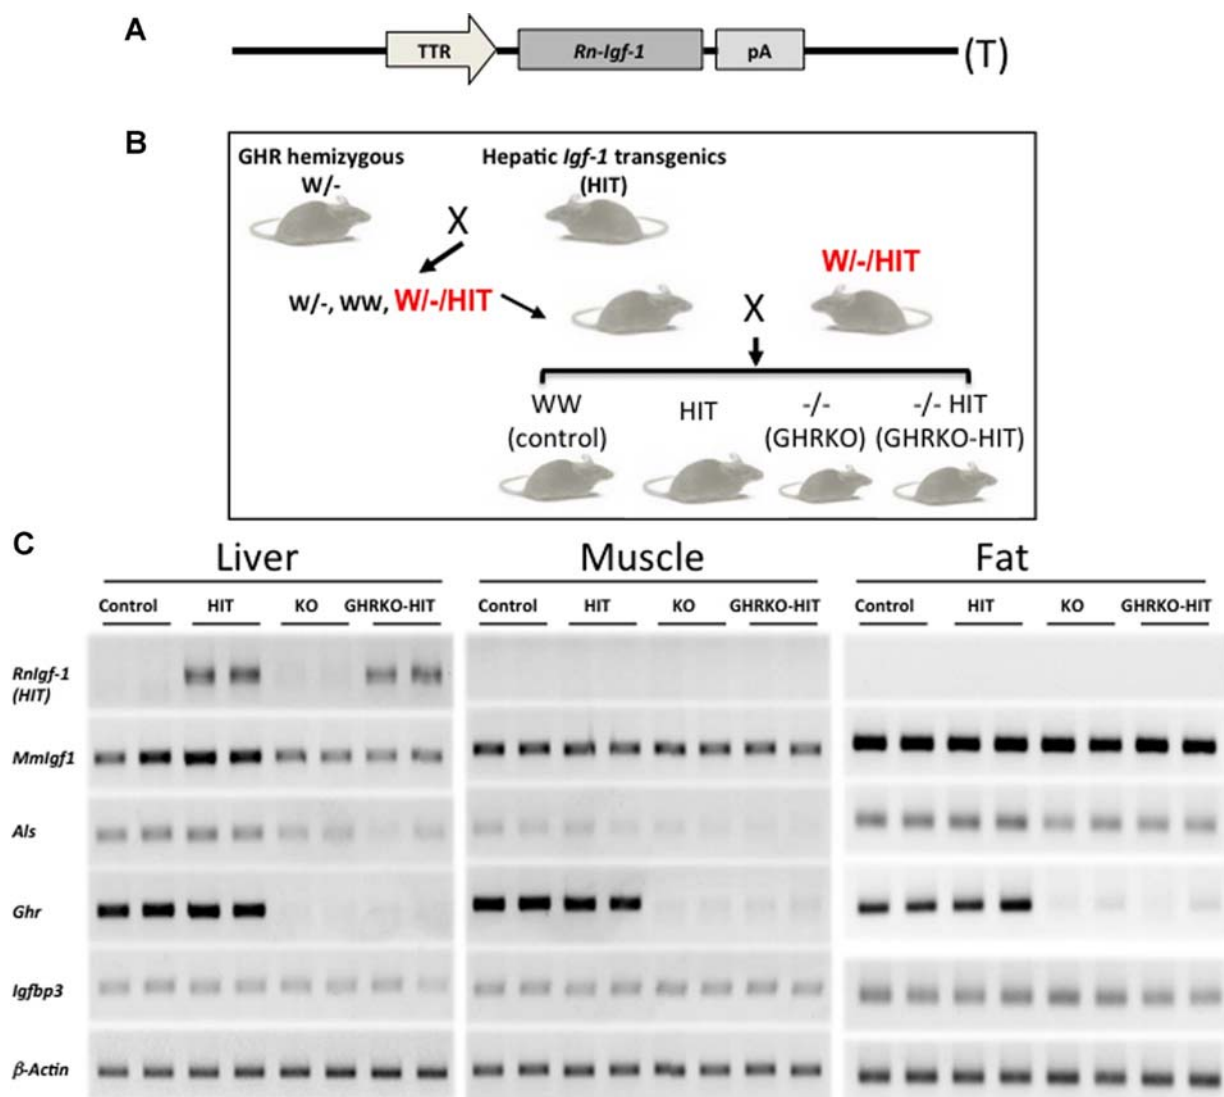 A
TTR
Rn-Igf-1
pA
(T)
B
GHR hemizygous
W/-
Hepatic Igf-1 transgenics
(HIT)
X
W/-, WW, W/-/HIT
W/-/HIT
X
WW
(control)
HIT
-/-
(GHRKO)
-/- HIT
(GHRKO-HIT)
C
Liver
Muscle
Fat
Control HIT KO GHRKO-HIT
Control HIT KO GHRKO-HIT
Control HIT KO GHRKO-HIT
RnIgf-1
(HIT)
MmIgf1
Als
Ghr
Igfbp3
β-Actin